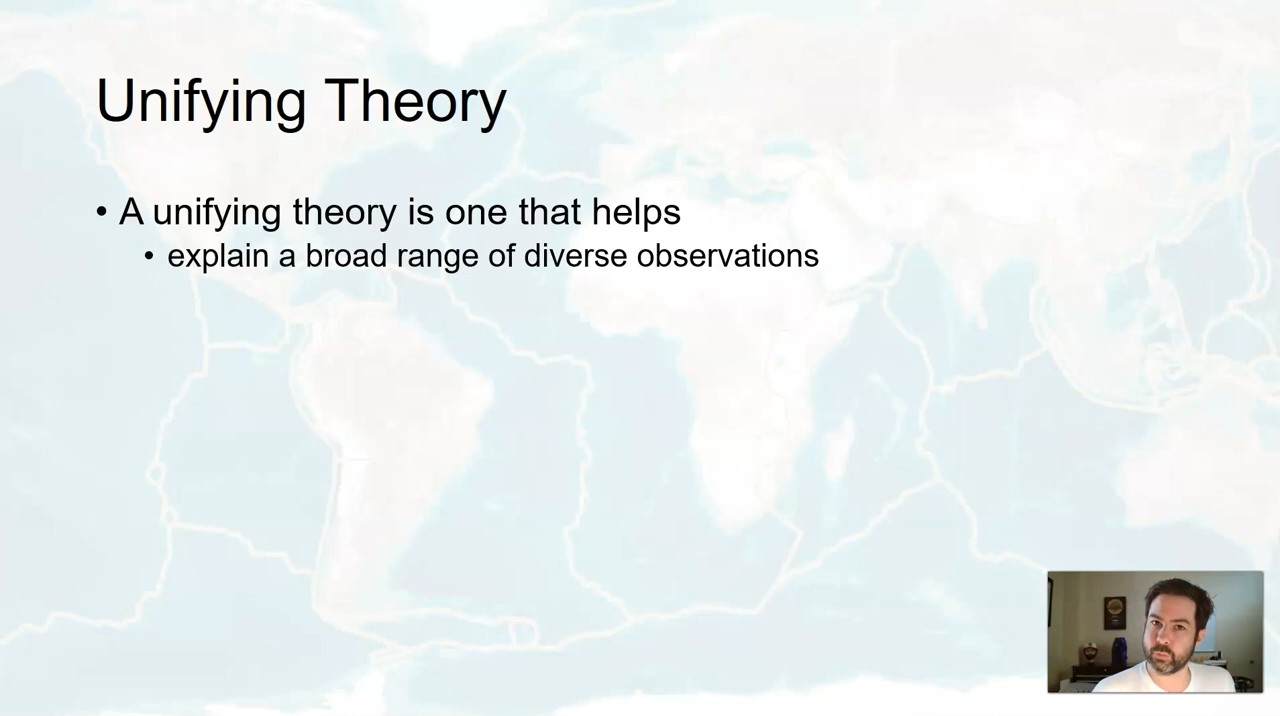 Unifying Theory
• A unifying theory is one that helps
• explain a broad range of diverse observations